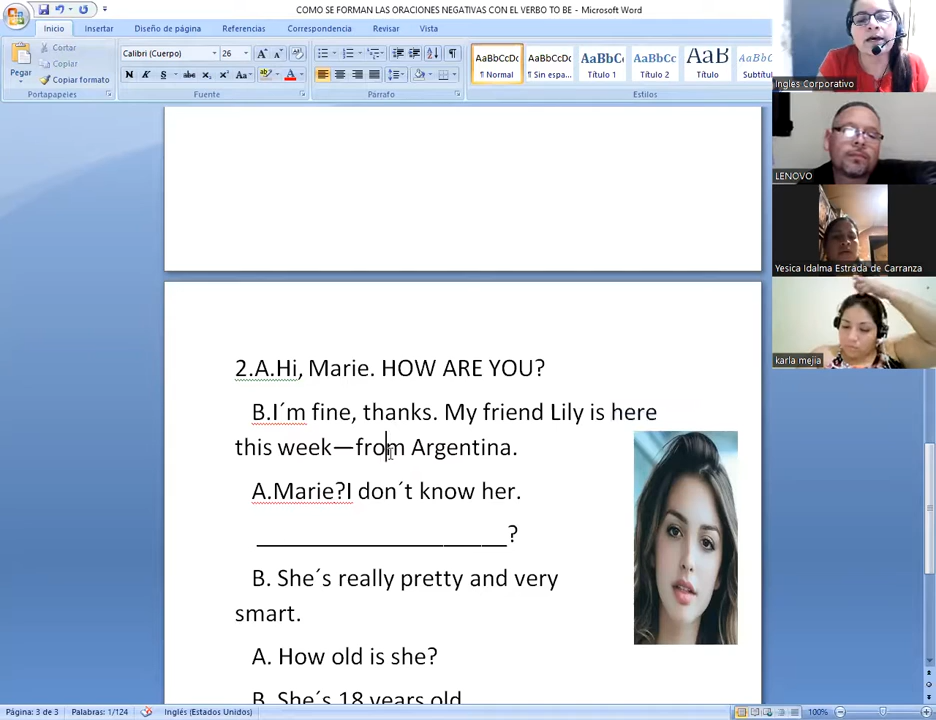 COMO SE FORMAN LAS ORACIONES NEGATIVAS CON EL VERBO TO BE - Microsoft Word
Inicio Insertar Diseño de página Referencias Correspondencia Revisar Vista
Pegar
Cortar
Copiar
Copiar formato
Portapapeles
Calibri (Cuerpo) 26
Fuente
Párrafo
AaBbCcDc AaBbCcDc AaBbC AaBbCc AaB AaBbCcl
¶ Normal ¶ Sin espa... Título 1 Título 2 Título Subtítul
Estilos
Ingles Corporativo
LENOVO
Yesica Idalma Estrada de Carranza
karla mejia
2.A.Hi, Marie. HOW ARE YOU?
B.I´m fine, thanks. My friend Lily is here
this week—from Argentina.
A.Marie?I don´t know her.
____________________?
B. She´s really pretty and very
smart.
A. How old is she?
B. She´s 18 years old.
Página: 3 de 3 Palabras: 1/124 Inglés (Estados Unidos) 100%